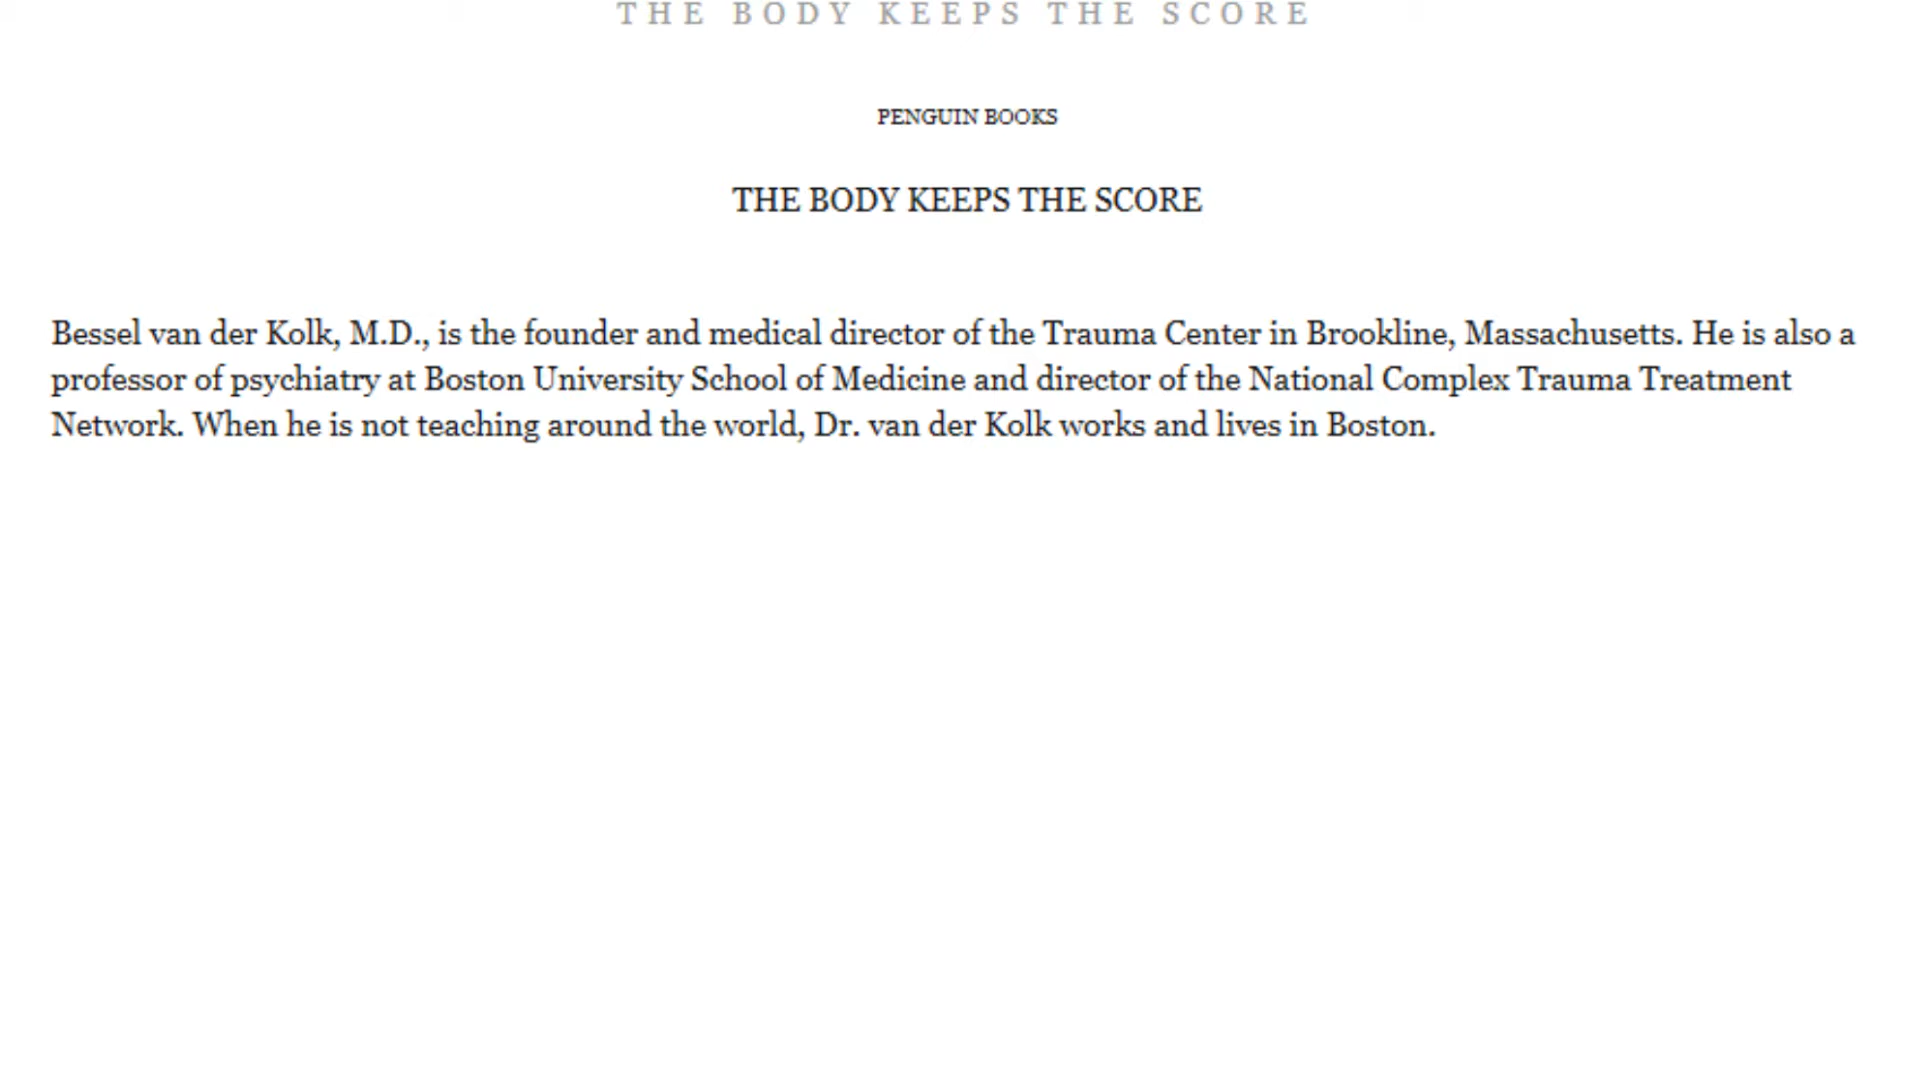 THE BODY KEEPS THE SCORE
PENGUIN BOOKS
THE BODY KEEPS THE SCORE
Bessel van der Kolk, M.D., is the founder and medical director of the Trauma Center in Brookline, Massachusetts. He is also a
professor of psychiatry at Boston University School of Medicine and director of the National Complex Trauma Treatment
Network. When he is not teaching around the world, Dr. van der Kolk works and lives in Boston.